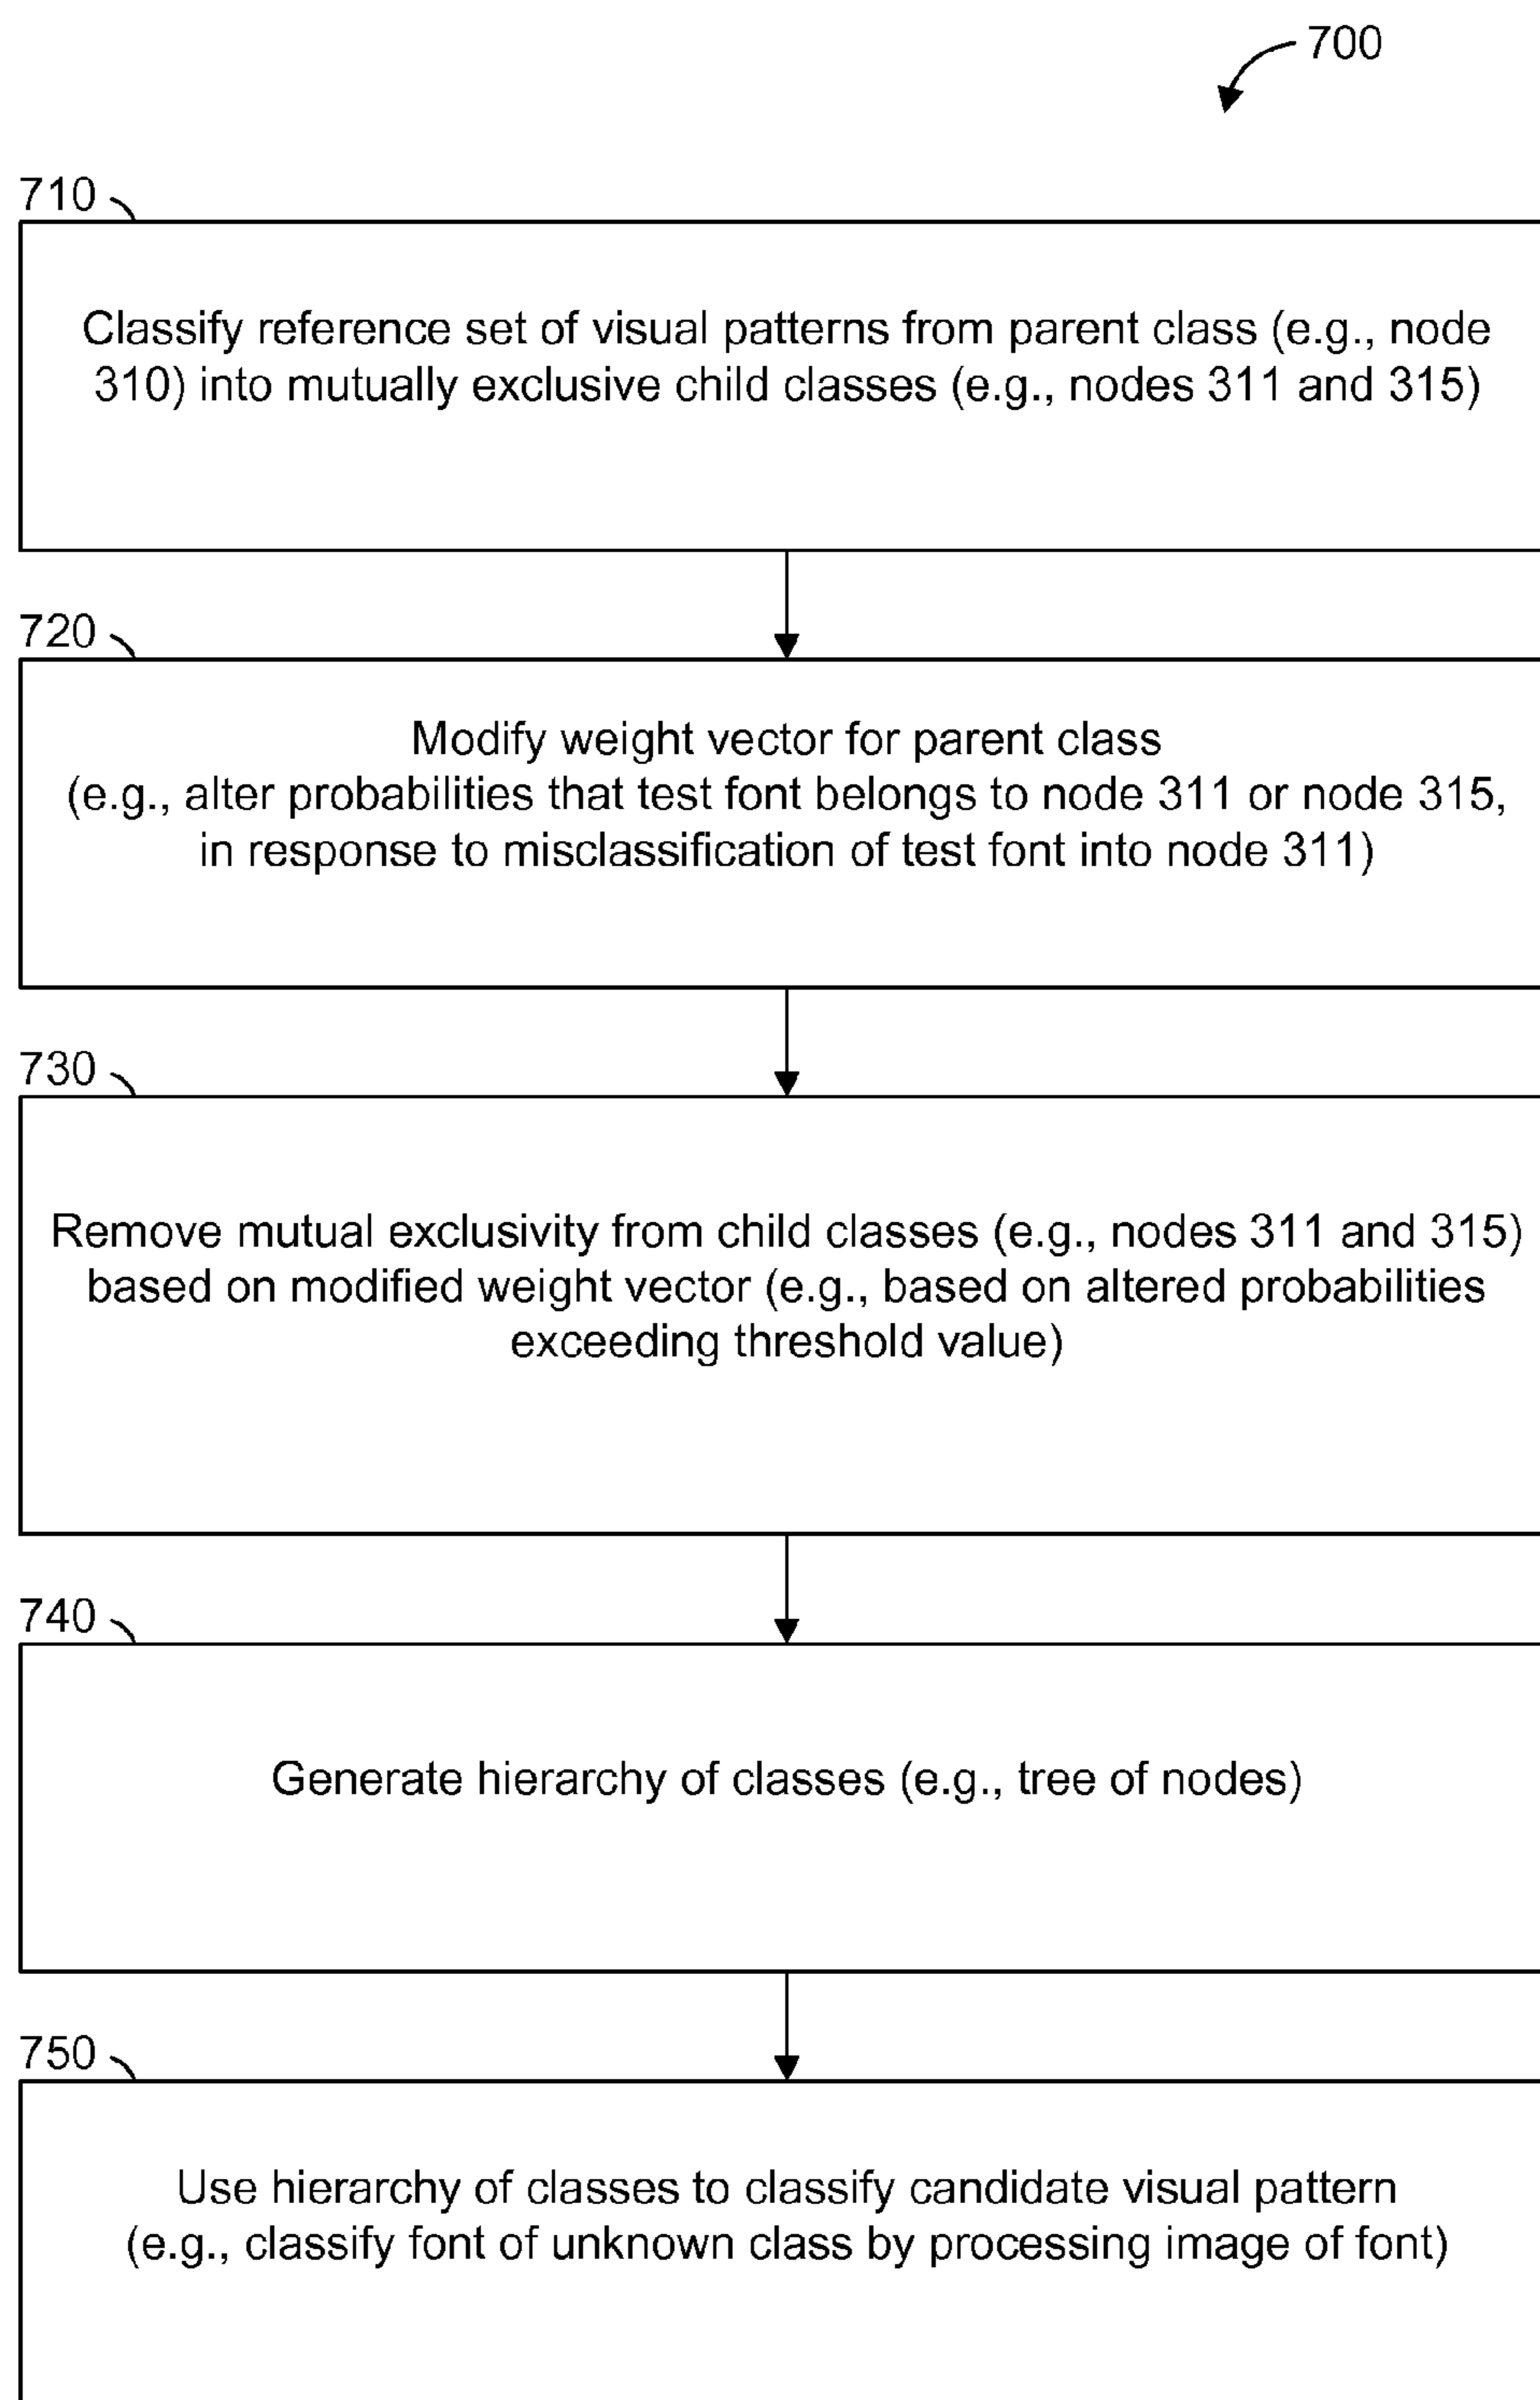 700
710
Classify reference set of visual patterns from parent class (e.g., node
310) into mutually exclusive child classes (e.g., nodes 311 and 315)
720
Modify weight vector for parent class
(e.g., alter probabilities that test font belongs to node 311 or node 315,
in response to misclassification of test font into node 311)
730
Remove mutual exclusivity from child classes (e.g., nodes 311 and 315)
based on modified weight vector (e.g., based on altered probabilities
exceeding threshold value)
740
Generate hierarchy of classes (e.g., tree of nodes)
750
Use hierarchy of classes to classify candidate visual pattern
(e.g., classify font of unknown class by processing image of font)